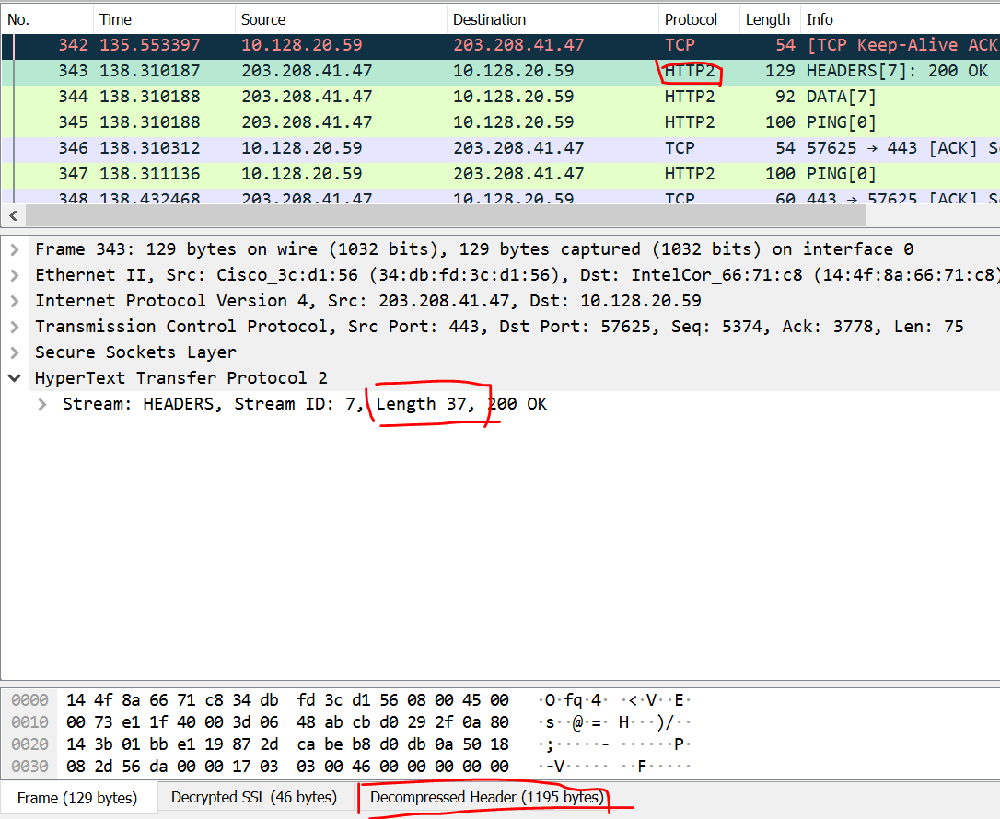 No. Time Source Destination Protocol Length Info
342 135.553397 10.128.20.59 203.208.41.47 TCP 54 [TCP Keep-Alive ACK
343 138.310187 203.208.41.47 10.128.20.59 HTTP2 129 HEADERS[7]: 200 OK
344 138.310188 203.208.41.47 10.128.20.59 HTTP2 92 DATA[7]
345 138.310188 203.208.41.47 10.128.20.59 HTTP2 100 PING[0]
346 138.310312 10.128.20.59 203.208.41.47 TCP 54 57625 → 443 [ACK] S
347 138.311136 10.128.20.59 203.208.41.47 HTTP2 100 PING[0]
348 138.432468 203.208.41.47 10.128.20.59 TCP 60 443 → 57625 [ACK] S
Frame 343: 129 bytes on wire (1032 bits), 129 bytes captured (1032 bits) on interface 0
Ethernet II, Src: Cisco_3c:d1:56 (34:db:fd:3c:d1:56), Dst: IntelCor_66:71:c8 (14:4f:8a:66:71:c8)
Internet Protocol Version 4, Src: 203.208.41.47, Dst: 10.128.20.59
Transmission Control Protocol, Src Port: 443, Dst Port: 57625, Seq: 5374, Ack: 3778, Len: 75
Secure Sockets Layer
HyperText Transfer Protocol 2
Stream: HEADERS, Stream ID: 7, Length 37, 200 OK
0000 14 4f 8a 66 71 c8 34 db fd 3c d1 56 08 00 45 00 ·O·fq·4· ·<·V··E·
0010 00 73 e1 1f 40 00 3d 06 48 ab cb d0 29 2f 0a 80 ·s··@·=· H···)/··
0020 14 3b 01 bb e1 19 87 2d ca be b8 d0 db 0a 50 18 ·;·····- ······P·
0030 08 2d 56 da 00 00 17 03 03 00 46 00 00 00 00 00 ·-V····· ··F·····
Frame (129 bytes) Decrypted SSL (46 bytes) Decompressed Header (1195 bytes)